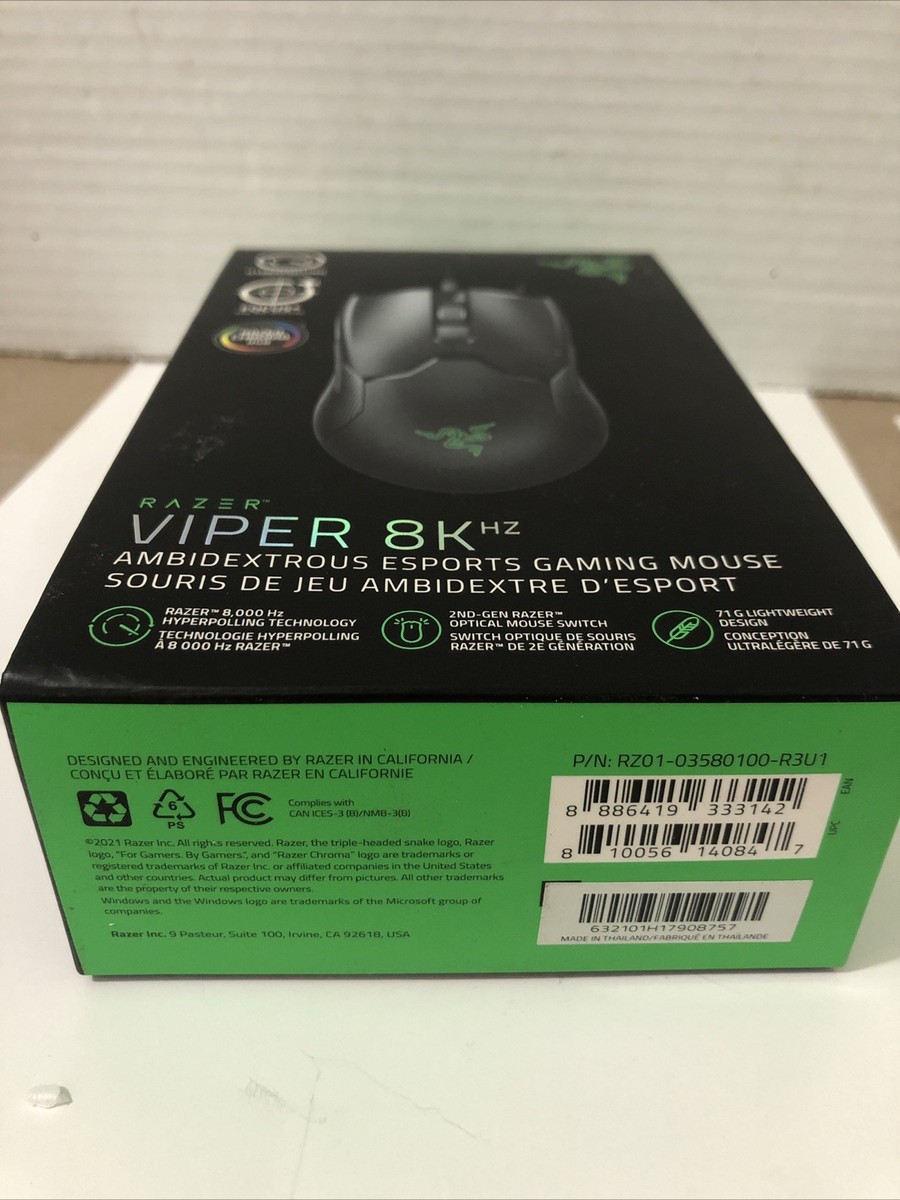 RAZER™
VIPER 8KHZ
AMBIDEXTROUS ESPORTS GAMING MOUSE
SOURIS DE JEU AMBIDEXTRE D'ESPORT
RAZER™ 8,000 Hz
HYPERPOLLING TECHNOLOGY
TECHNOLOGIE HYPERPOLLING
À 8 000 Hz RAZER™
2ND-GEN RAZER™
OPTICAL MOUSE SWITCH
SWITCH OPTIQUE DE SOURIS
RAZER™ DE 2E GÉNÉRATION
71 G LIGHTWEIGHT
DESIGN
CONCEPTION
ULTRALÉGÈRE DE 71 G
DESIGNED AND ENGINEERED BY RAZER IN CALIFORNIA /
CONÇU ET ÉLABORÉ PAR RAZER EN CALIFORNIE
6
PS
FC
Complies with
CAN ICES-3 (B)/NMB-3(B)
©2021 Razer Inc. All rights reserved. Razer, the triple-headed snake logo, Razer
logo, "For Gamers. By Gamers.", and "Razer Chroma" logo are trademarks or
registered trademarks of Razer Inc. or affiliated companies in the United States
and other countries. Actual product may differ from pictures. All other trademarks
are the property of their respective owners.
Windows and the Windows logo are trademarks of the Microsoft group of
companies.
Razer Inc. 9 Pasteur, Suite 100, Irvine, CA 92618, USA
P/N: RZ01-03580100-R3U1
8 886419 333142
EAN
8 10056 14084 7
UPC
632101H17908757
MADE IN THAILAND/FABRIQUÉ EN THAÏLANDE